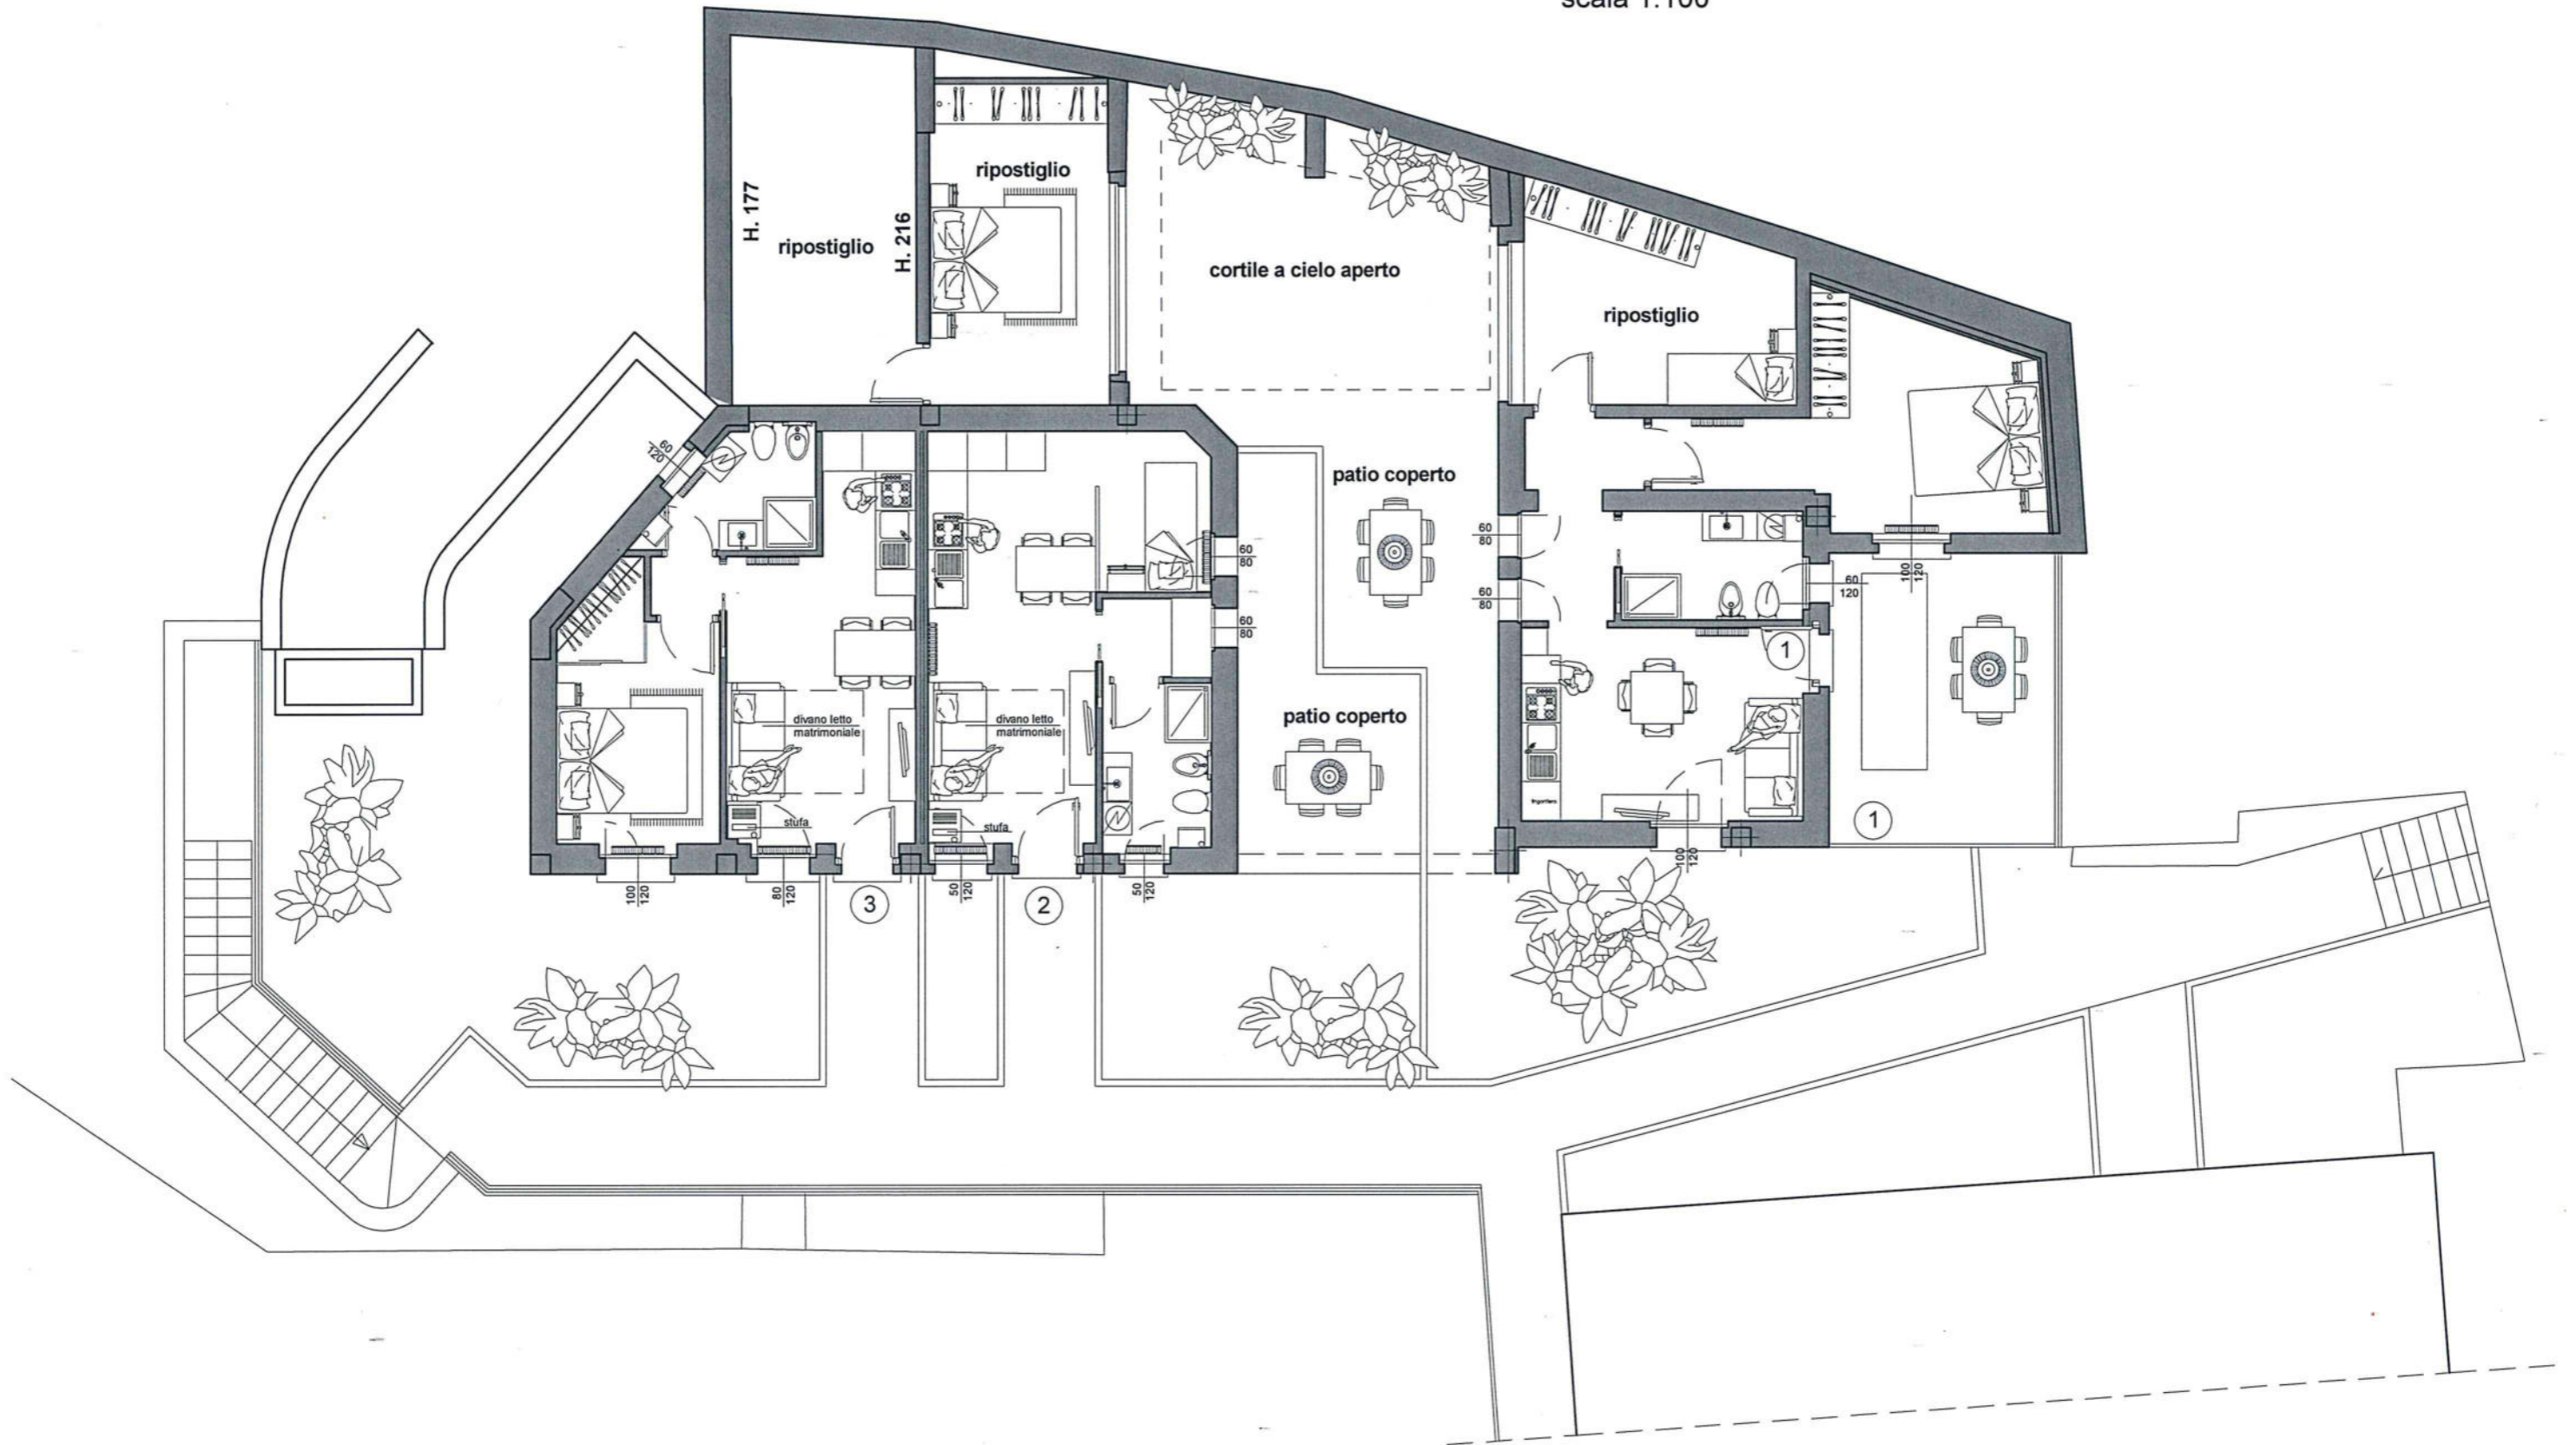 scala 1:100
H. 177
ripostiglio
H. 216
ripostiglio
cortile a cielo aperto
ripostiglio
60
120
patio coperto
60
80
60
80
60
80
60
80
100
120
60
120
1
divano letto
matrimoniale
divano letto
matrimoniale
patio coperto
stufa
stufa
frigorifero
1
100
120
100
120
80
120
3
50
120
2
50
120